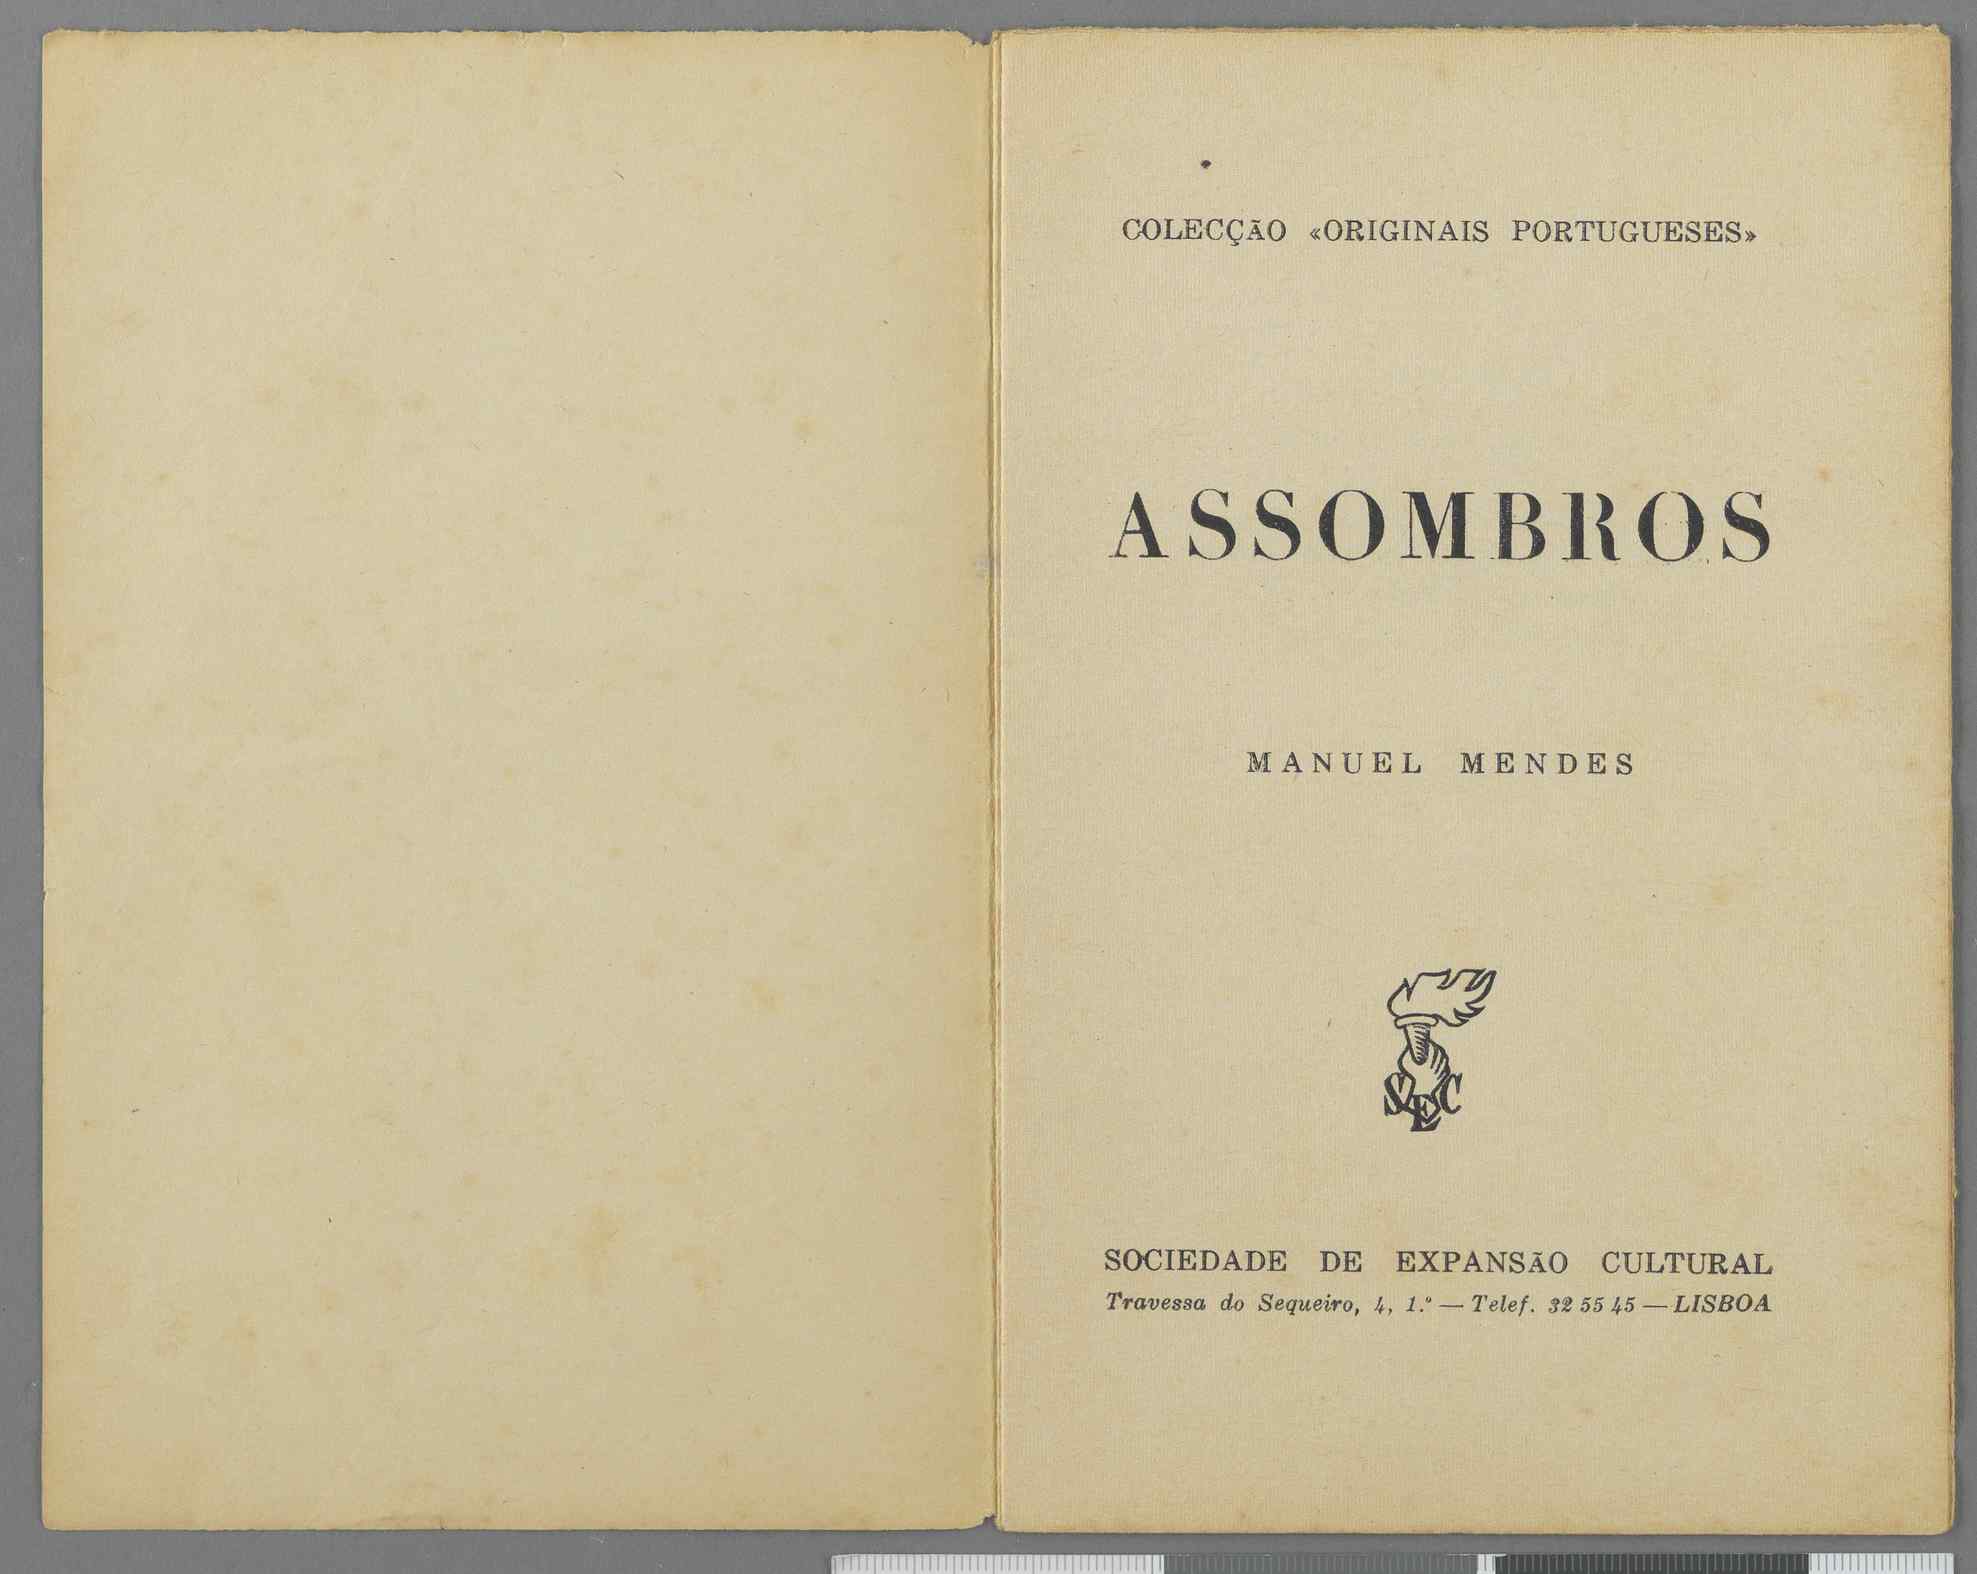 COLECÇÃO «ORIGINAIS PORTUGUESES»
ASSOMBROS
MANUEL MENDES
SEC
SOCIEDADE DE EXPANSÃO CULTURAL
Travessa do Sequeiro, 4, 1.º — Telef. 32 55 45 — LISBOA